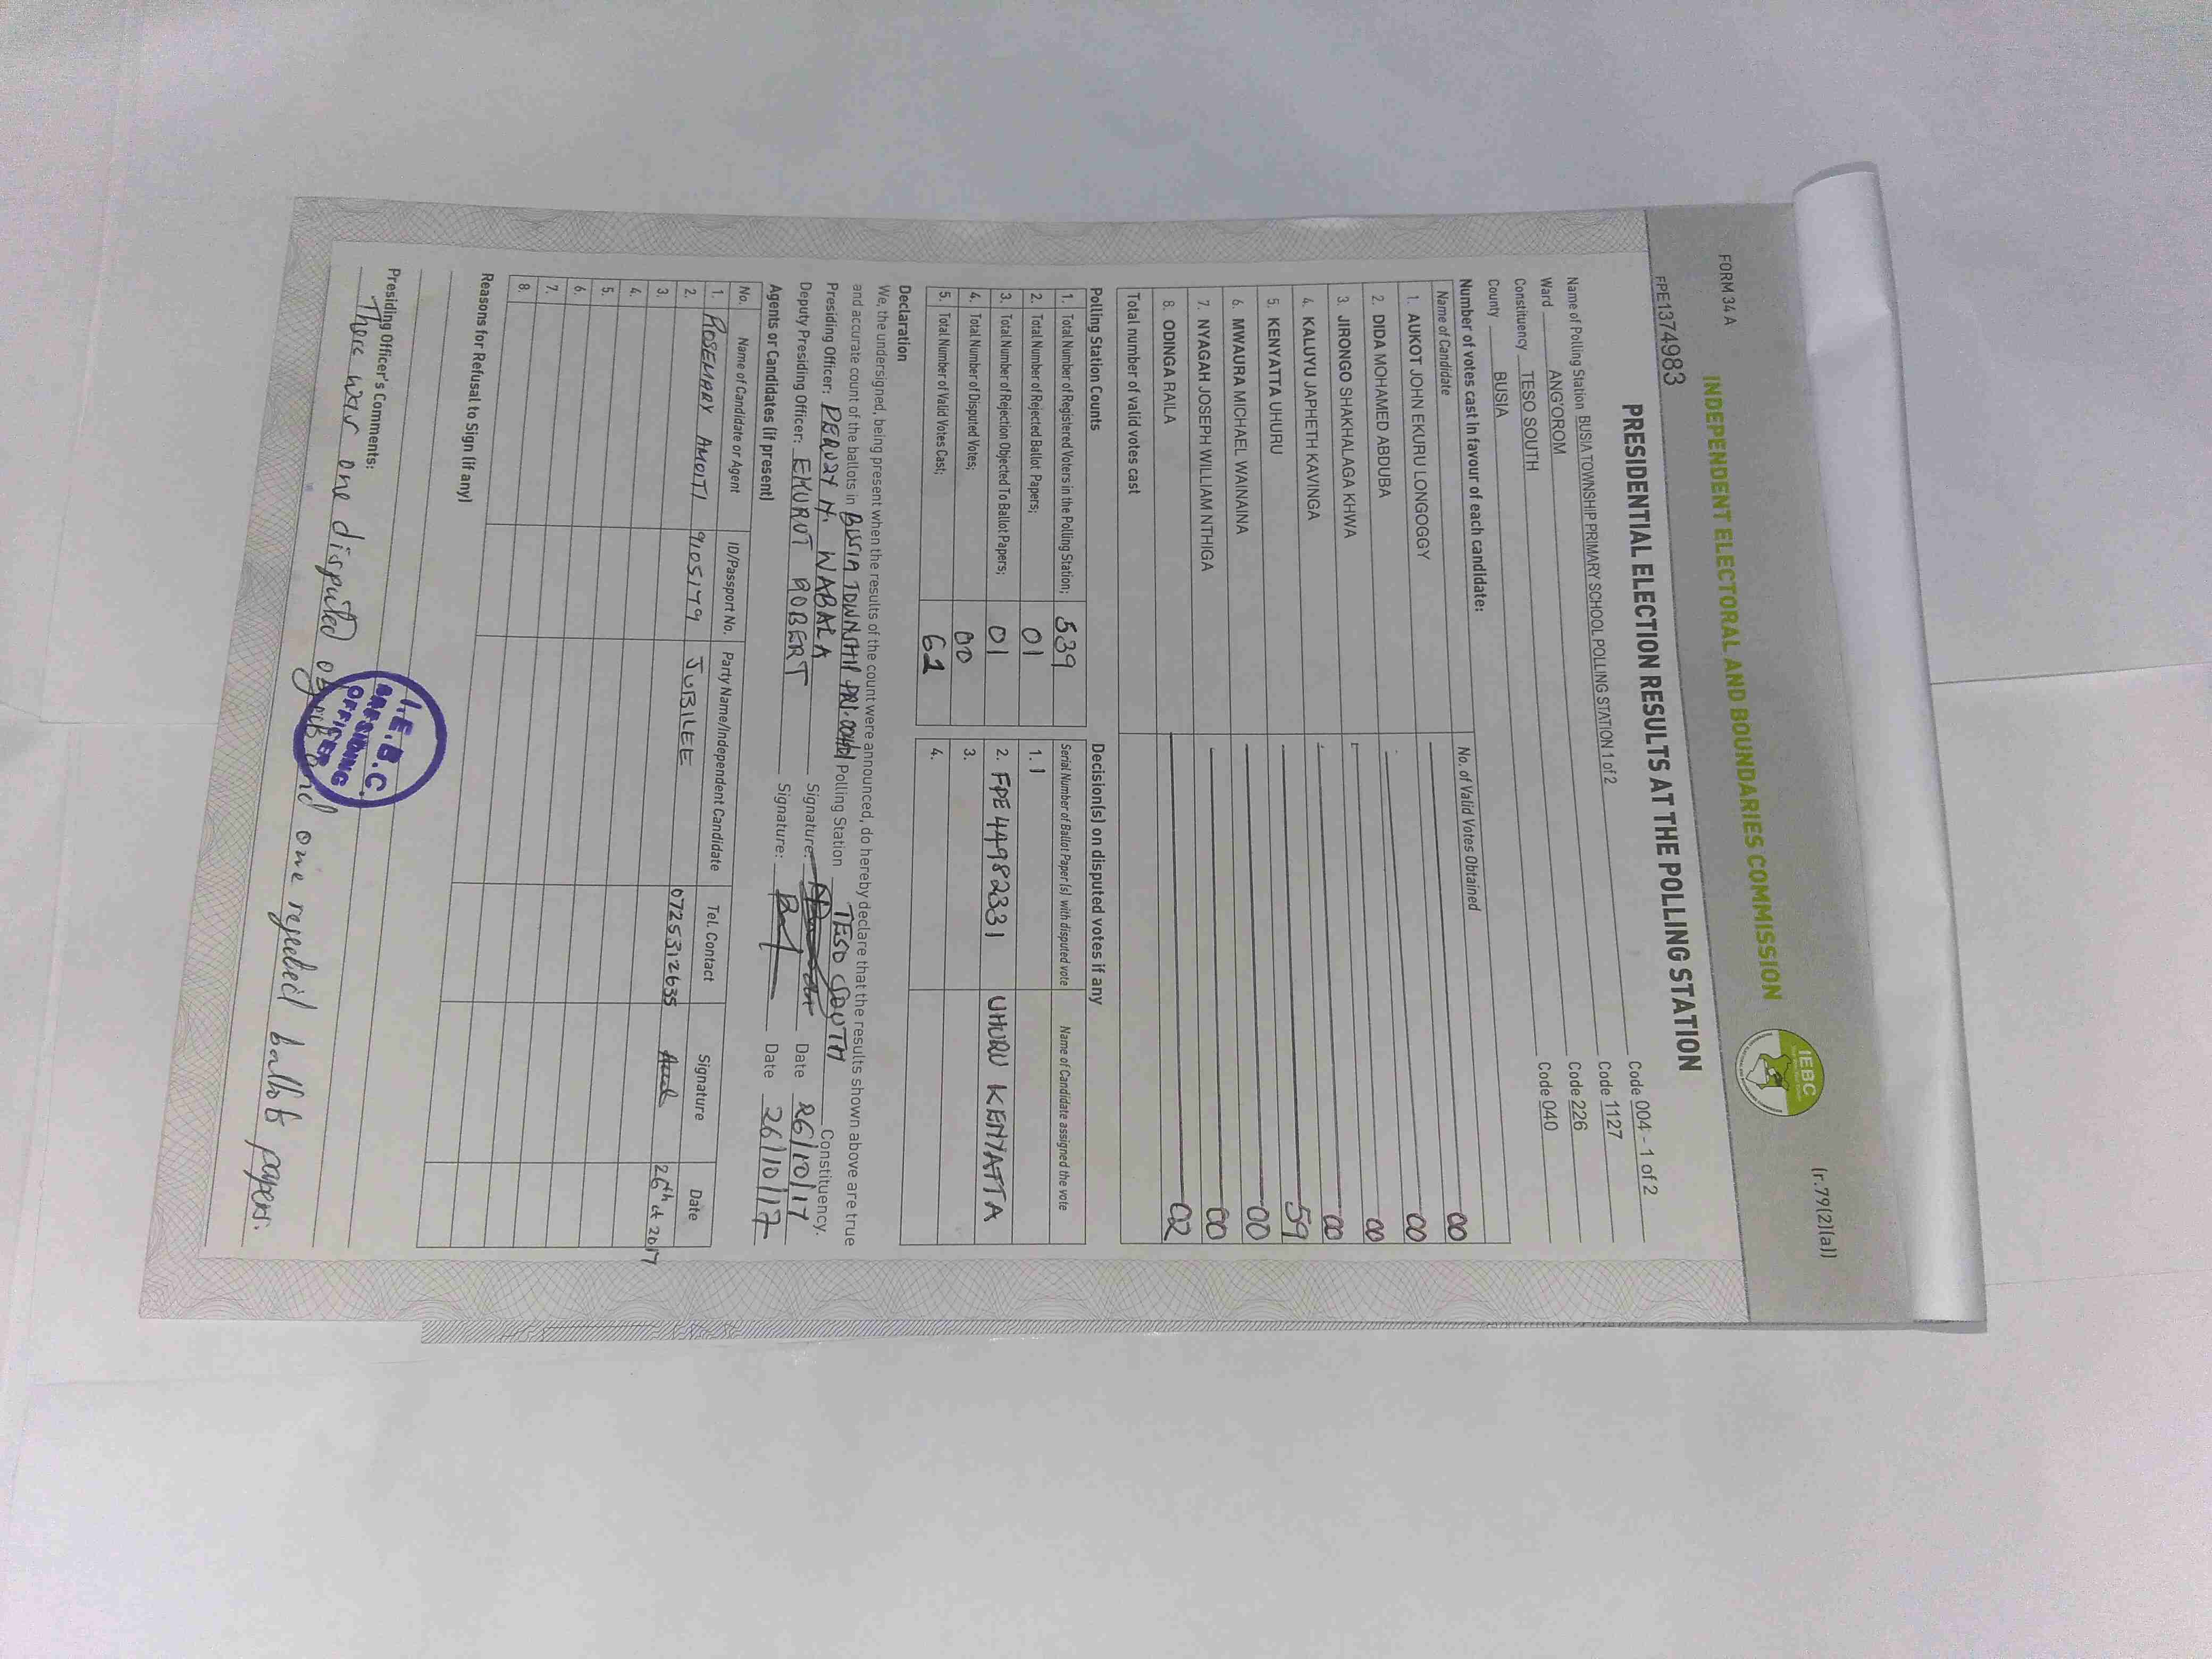 FORM 34 A
(r.79(2)(a))
INDEPENDENT ELECTORAL AND BOUNDARIES COMMISSION
IEBC
FPE1374983
PRESIDENTIAL ELECTION RESULTS AT THE POLLING STATION
Name of Polling Station BUSIA TOWNSHIP PRIMARY SCHOOL POLLING STATION 1 of 2 Code 004 - 1 of 2
Ward ANG'OROM Code 1127
Constituency TESO SOUTH Code 226
County BUSIA Code 040
Number of votes cast in favour of each candidate:
Name of Candidate No. of Valid Votes Obtained
1. AUKOT JOHN EKURU LONGOGGY 00
2. DIDA MOHAMED ABDUBA 00
3. JIRONGO SHAKHALAGA KHWA 00
4. KALUYU JAPHETH KAVINGA 00
5. KENYATTA UHURU 59
6. MWAURA MICHAEL WAINAINA 00
7. NYAGAH JOSEPH WILLIAM NTHIGA 00
8. ODINGA RAILA 02
Total number of valid votes cast
Polling Station Counts
1. Total Number of Registered Voters in the Polling Station; 539
2. Total Number of Rejected Ballot Papers; 01
3. Total Number of Rejection Objected To Ballot Papers; 01
4. Total Number of Disputed Votes; 00
5. Total Number of Valid Votes Cast; 61
Decision(s) on disputed votes if any
Serial Number of Ballot Paper (s) with disputed vote Name of Candidate assigned the vote
1. 1
2. FPE 44982331 UHURU KENYATTA
3.
4.
Declaration
We, the undersigned, being present when the results of the count were announced, do hereby declare that the results shown above are true
and accurate count of the ballots in BUSIA TOWNSHIP PRI. Polling Station TESO SOUTH Constituency.
Presiding Officer: N. WABALA Signature: Date 26/10/17
Deputy Presiding Officer: EKURUT ROBERT Signature: Date 26/10/17
Agents or Candidates (if present)
No. Name of Candidate or Agent ID/Passport No. Party Name/Independent Candidate Tel. Contact Signature Date
1. ROSEMARY AMOTI 9105179 JUBILEE 0725312635 26th 2017
2.
3.
4.
5.
6.
7.
8.
Reasons for Refusal to Sign (if any)
Presiding Officer's Comments:
There was one disputed and one rejected ballot papers.
I.E.B.C.
PRESIDING
OFFICER